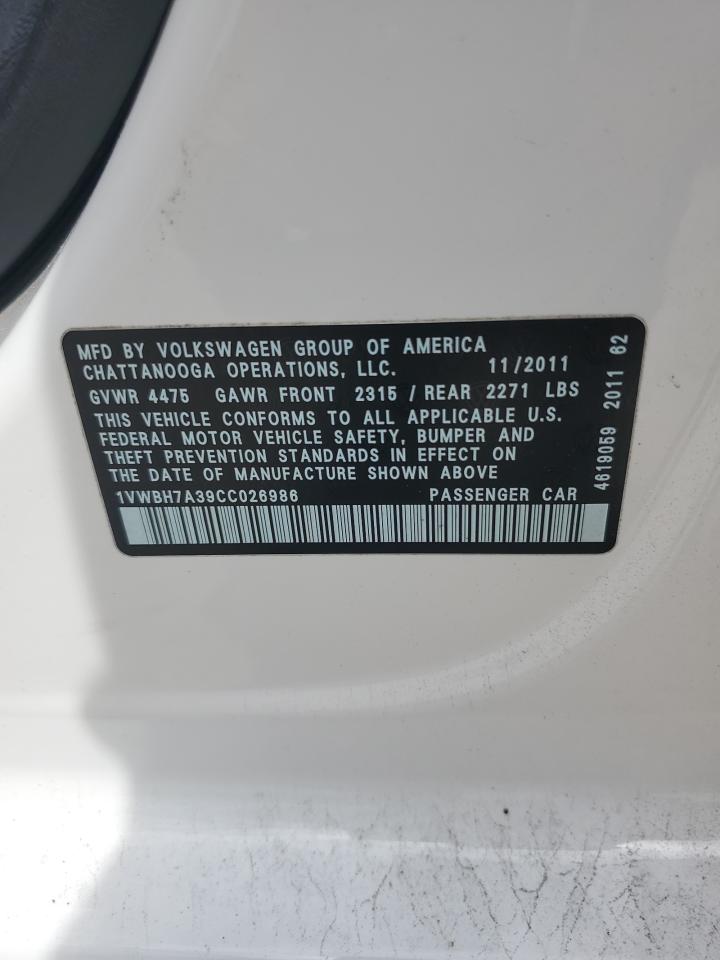 MFD BY VOLKSWAGEN GROUP OF AMERICA
CHATTANOOGA OPERATIONS, LLC. 11/2011
GVWR 4475 GAWR FRONT 2315 / REAR 2271 LBS
THIS VEHICLE CONFORMS TO ALL APPLICABLE U.S.
FEDERAL MOTOR VEHICLE SAFETY, BUMPER AND
THEFT PREVENTION STANDARDS IN EFFECT ON
THE DATE OF MANUFACTURE SHOWN ABOVE
1VWBH7A39CC026986 PASSENGER CAR
4619059 2011 62